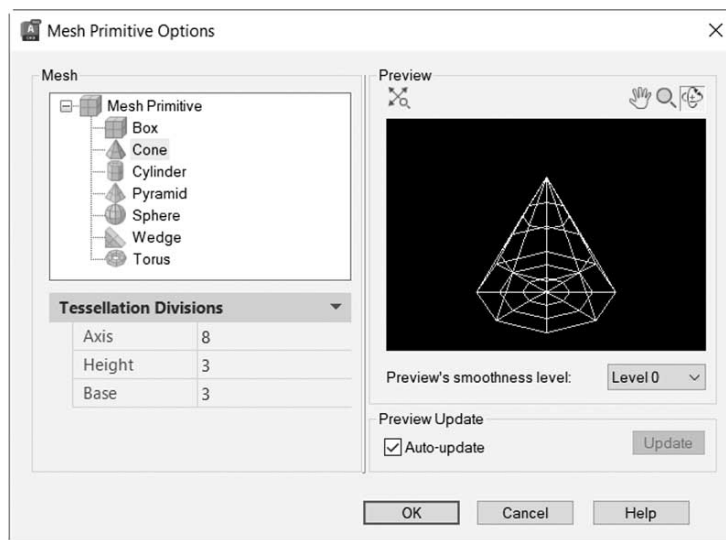 Mesh Primitive Options
Mesh
Mesh Primitive
Box
Cone
Cylinder
Pyramid
Sphere
Wedge
Torus
Tessellation Divisions
Axis 8
Height 3
Base 3
Preview
Preview's smoothness level: Level 0
Preview Update
Auto-update Update
OK Cancel Help